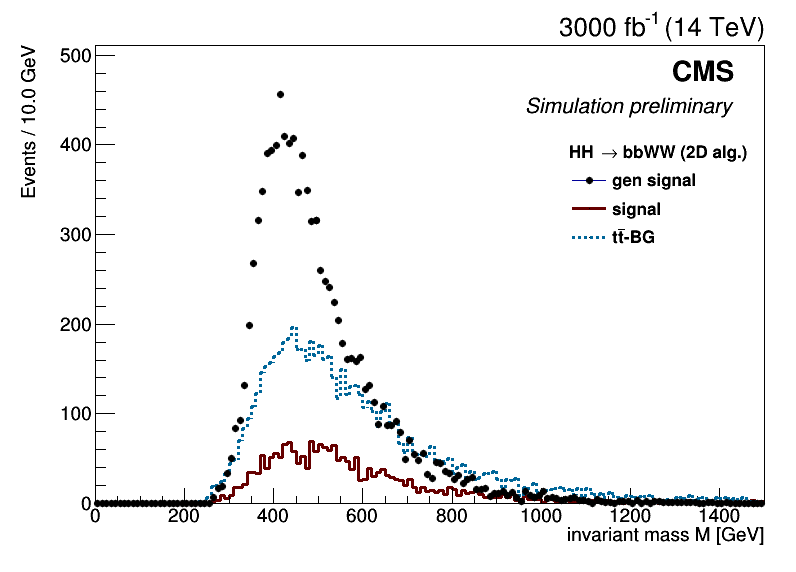 3000 fb⁻¹ (14 TeV)
CMS
Simulation preliminary
HH → bbWW (2D alg.)
gen signal
signal
tt̄-BG
Events / 10.0 GeV
500
400
300
200
100
0
0 200 400 600 800 1000 1200 1400
invariant mass M [GeV]